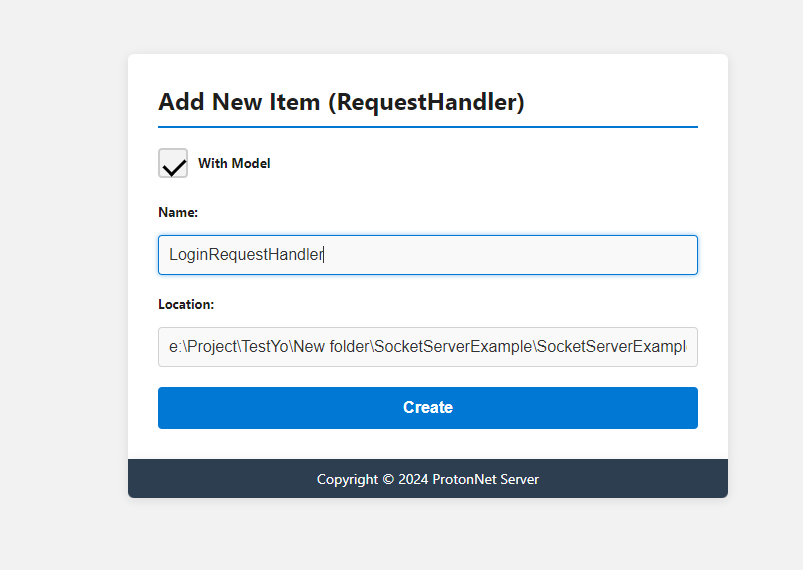 Add New Item (RequestHandler)
With Model
Name:
LoginRequestHandler
Location:
e:\Project\TestYo\New folder\SocketServerExample\SocketServerExampl
Create
Copyright © 2024 ProtonNet Server